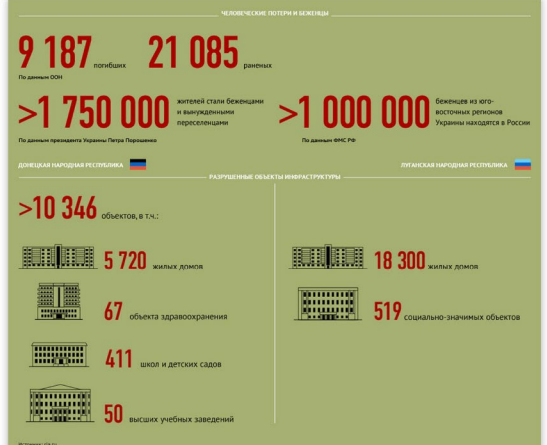 ЧЕЛОВЕЧЕСКИЕ ПОТЕРИ И БЕЖЕНЦЫ
9 187 погибших 21 085 раненых
По данным ООН
>1 750 000 жителей стали беженцами и вынужденными переселенцами
По данным президента Украины Петра Порошенко
>1 000 000 беженцев из юго-восточных регионов Украины находятся в России
По данным ФМС РФ
ДОНЕЦКАЯ НАРОДНАЯ РЕСПУБЛИКА
ЛУГАНСКАЯ НАРОДНАЯ РЕСПУБЛИКА
РАЗРУШЕННЫЕ ОБЪЕКТЫ ИНФРАСТРУКТУРЫ
>10 346 объектов, в т.ч.:
5 720 жилых домов
67 объекта здравоохранения
411 школ и детских садов
50 высших учебных заведений
18 300 жилых домов
519 социально-значимых объектов